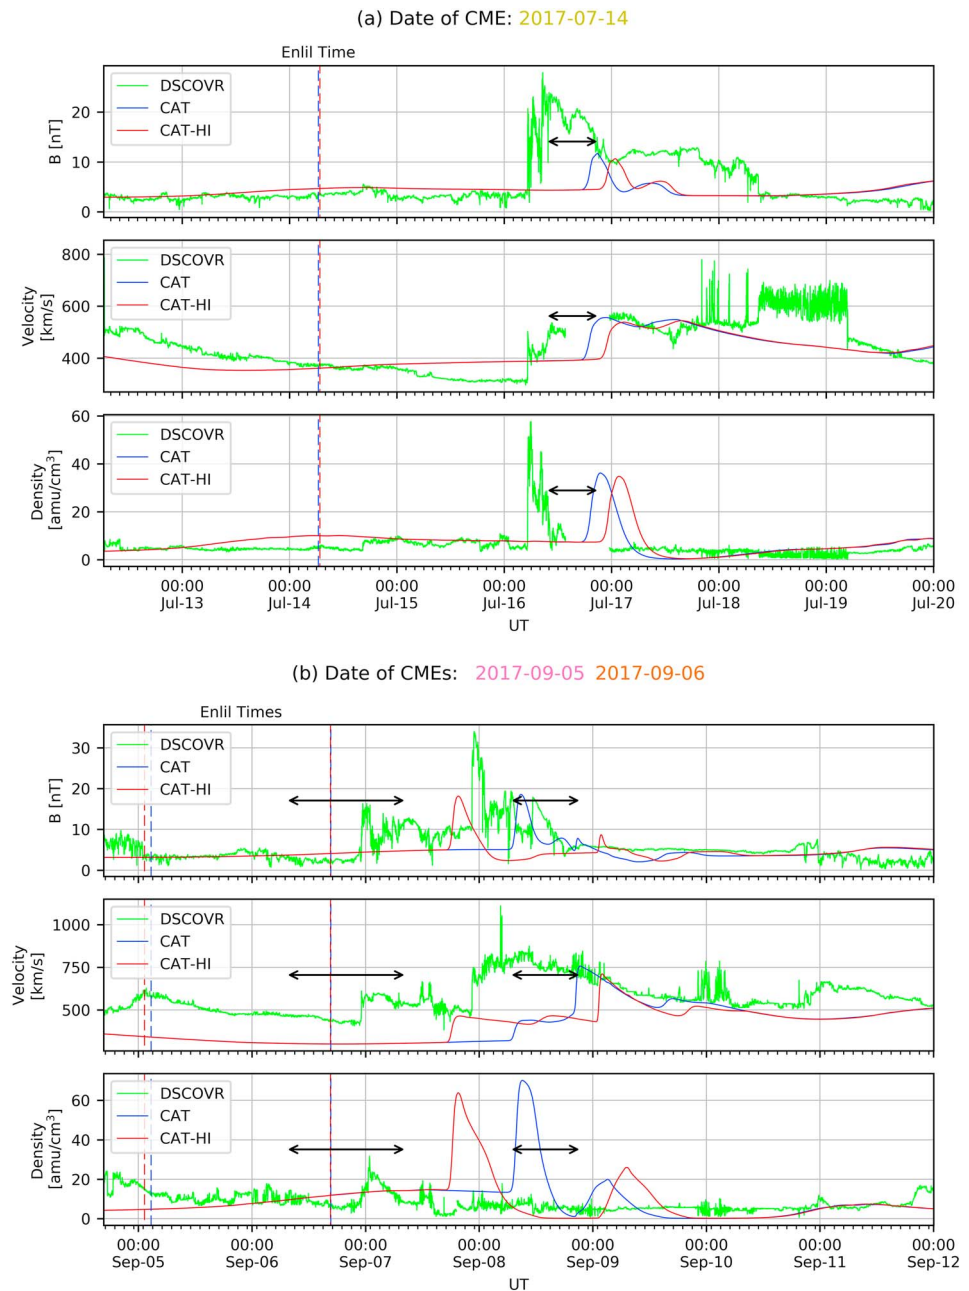 (a) Date of CME: 2017-07-14
Enlil Time
DSCOVR
CAT
CAT-HI
B [nT]
20
10
0
DSCOVR
CAT
CAT-HI
Velocity
[km/s]
800
600
400
DSCOVR
CAT
CAT-HI
Density
[amu/cm³]
60
40
20
0
00:00 00:00 00:00 00:00 00:00 00:00 00:00 00:00
Jul-13 Jul-14 Jul-15 Jul-16 Jul-17 Jul-18 Jul-19 Jul-20
UT
(b) Date of CMEs: 2017-09-05 2017-09-06
Enlil Times
DSCOVR
CAT
CAT-HI
B [nT]
30
20
10
0
DSCOVR
CAT
CAT-HI
Velocity
[km/s]
1000
750
500
DSCOVR
CAT
CAT-HI
Density
[amu/cm³]
60
40
20
0
00:00 00:00 00:00 00:00 00:00 00:00 00:00 00:00
Sep-05 Sep-06 Sep-07 Sep-08 Sep-09 Sep-10 Sep-11 Sep-12
UT